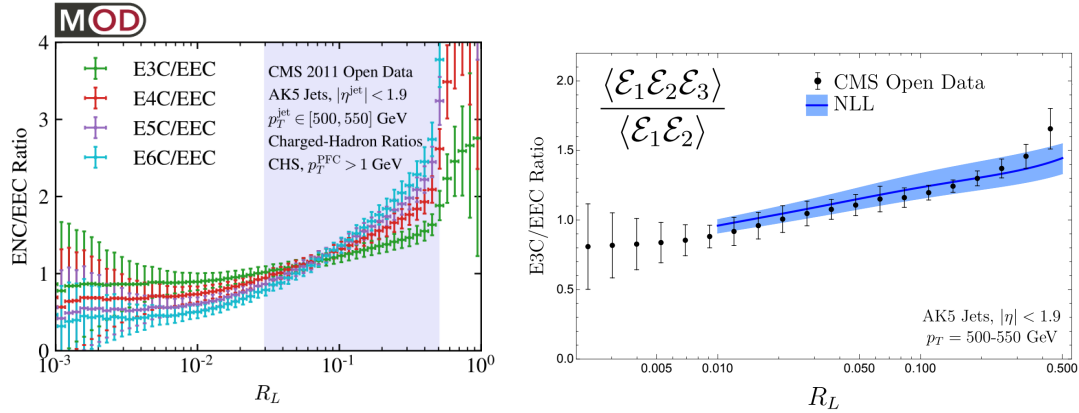 MOD
ENC/EEC Ratio
4
3
2
1
0
E3C/EEC
E4C/EEC
E5C/EEC
E6C/EEC
CMS 2011 Open Data
AK5 Jets, |η^jet| < 1.9
p_T^jet ∈ [500, 550] GeV
Charged-Hadron Ratios
CHS, p_T^PFC > 1 GeV
10^-3 10^-2 10^-1 10^0
R_L
E3C/EEC Ratio
2.0
1.5
1.0
0.5
0.0
⟨ℰ_1ℰ_2ℰ_3⟩
⟨ℰ_1ℰ_2⟩
CMS Open Data
NLL
AK5 Jets, |η| < 1.9
p_T = 500-550 GeV
0.005 0.010 0.050 0.100 0.500
R_L